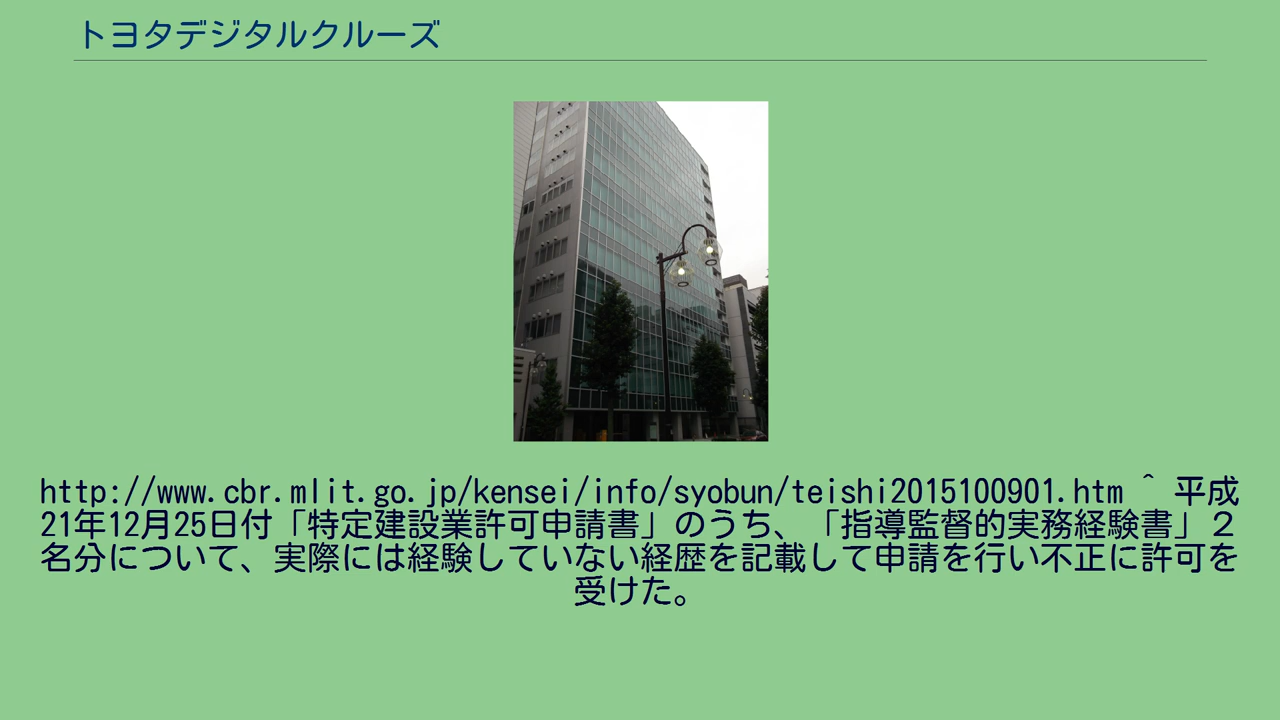 トヨタデジタルクルーズ
http://www.cbr.mlit.go.jp/kensei/info/syobun/teishi2015100901.htm ^ 平成
21年12月25日付「特定建設業許可申請書」のうち、「指導監督的実務経験書」２
名分について、実際には経験していない経歴を記載して申請を行い不正に許可を
受けた。